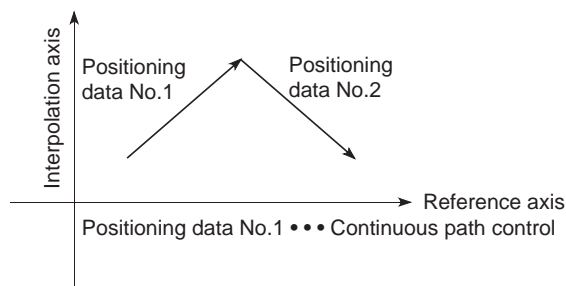 Interpolation axis
Positioning
data No.1
Positioning
data No.2
Reference axis
Positioning data No.1 • • • Continuous path control